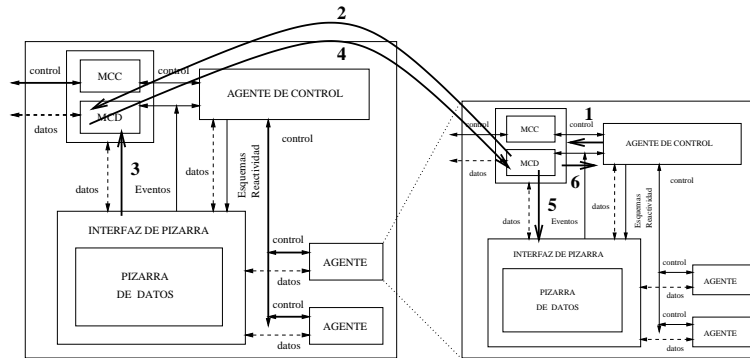 2
4
control
MCC
control
AGENTE DE CONTROL
MCD
datos
control
3
datos
Eventos
datos
Esquemas
Reactividad
INTERFAZ DE PIZARRA
PIZARRA
DE DATOS
control
AGENTE
datos
control
AGENTE
datos
1
control
MCC
control
AGENTE DE CONTROL
MCD
datos
6
control
5
datos
Eventos
datos
Esquemas
Reactividad
INTERFAZ DE PIZARRA
PIZARRA
DE DATOS
control
AGENTE
datos
control
AGENTE
datos